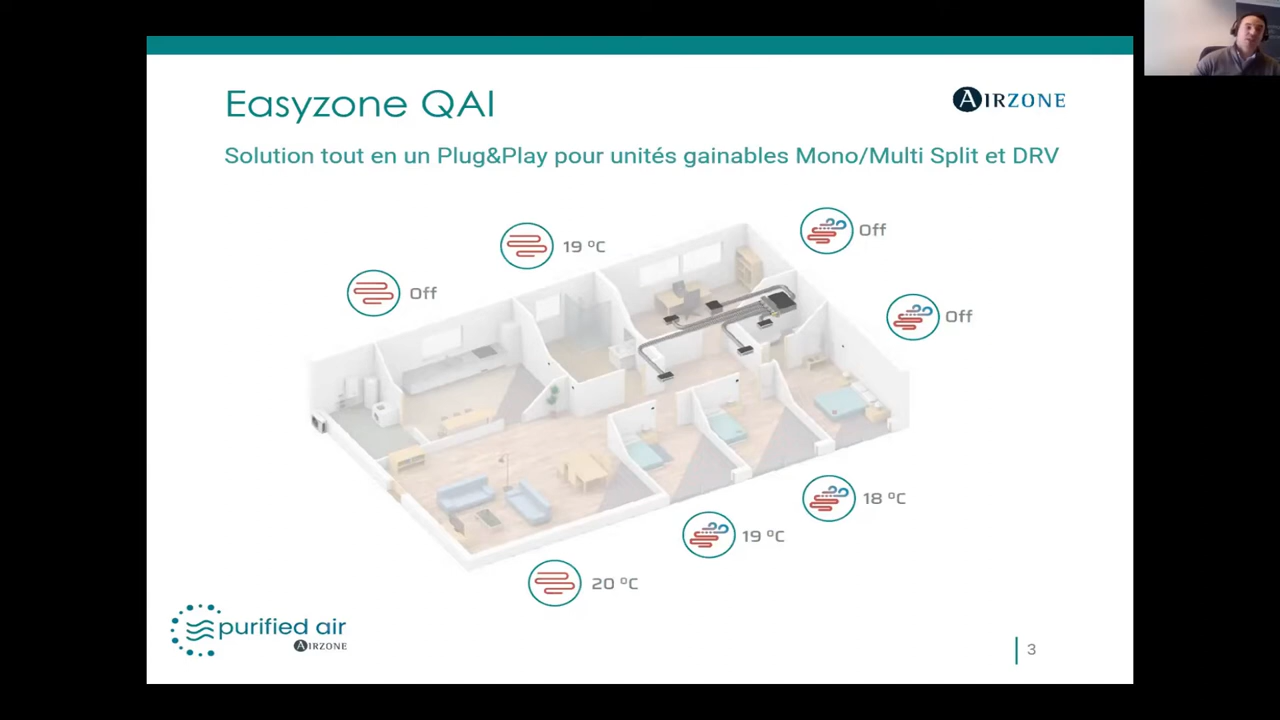 Easyzone QAI
AIRZONE
Solution tout en un Plug&Play pour unités gainables Mono/Multi Split et DRV
Off
19 ºC
Off
Off
18 ºC
19 ºC
20 ºC
purified air
AIRZONE
3